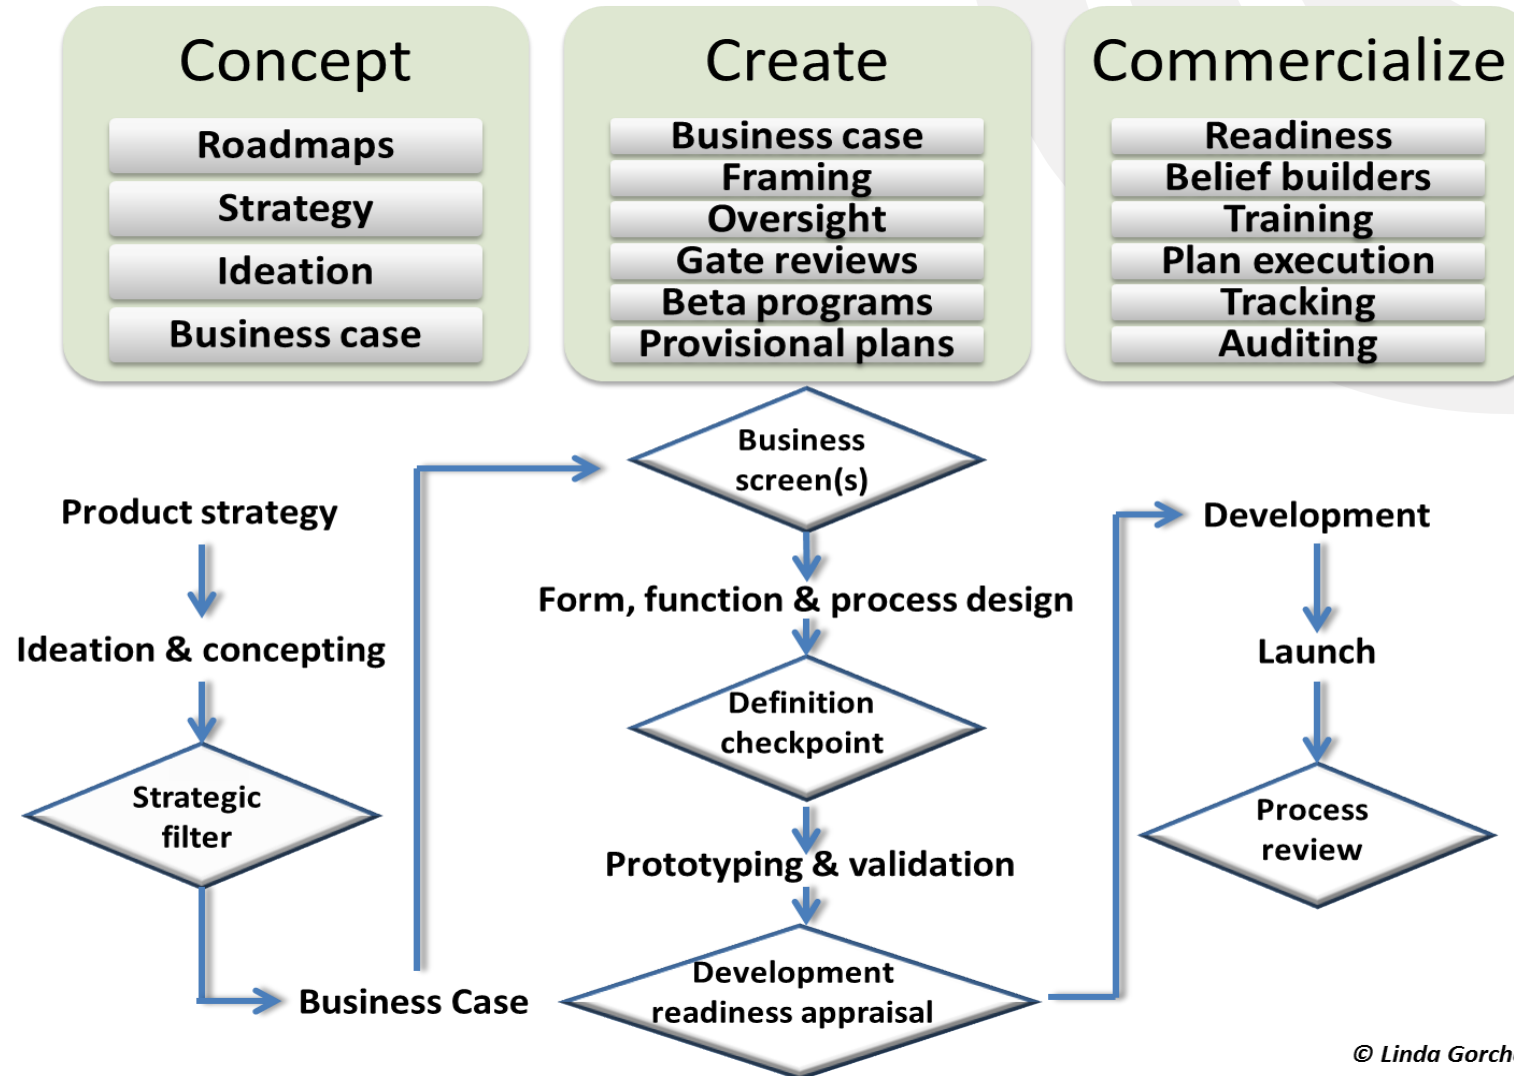 Concept
Roadmaps
Strategy
Ideation
Business case
Create
Business case
Framing
Oversight
Gate reviews
Beta programs
Provisional plans
Commercialize
Readiness
Belief builders
Training
Plan execution
Tracking
Auditing
Product strategy
Ideation & concepting
Strategic
filter
Business Case
Business
screen(s)
Form, function & process design
Definition
checkpoint
Prototyping & validation
Development
readiness appraisal
Development
Launch
Process
review
© Linda